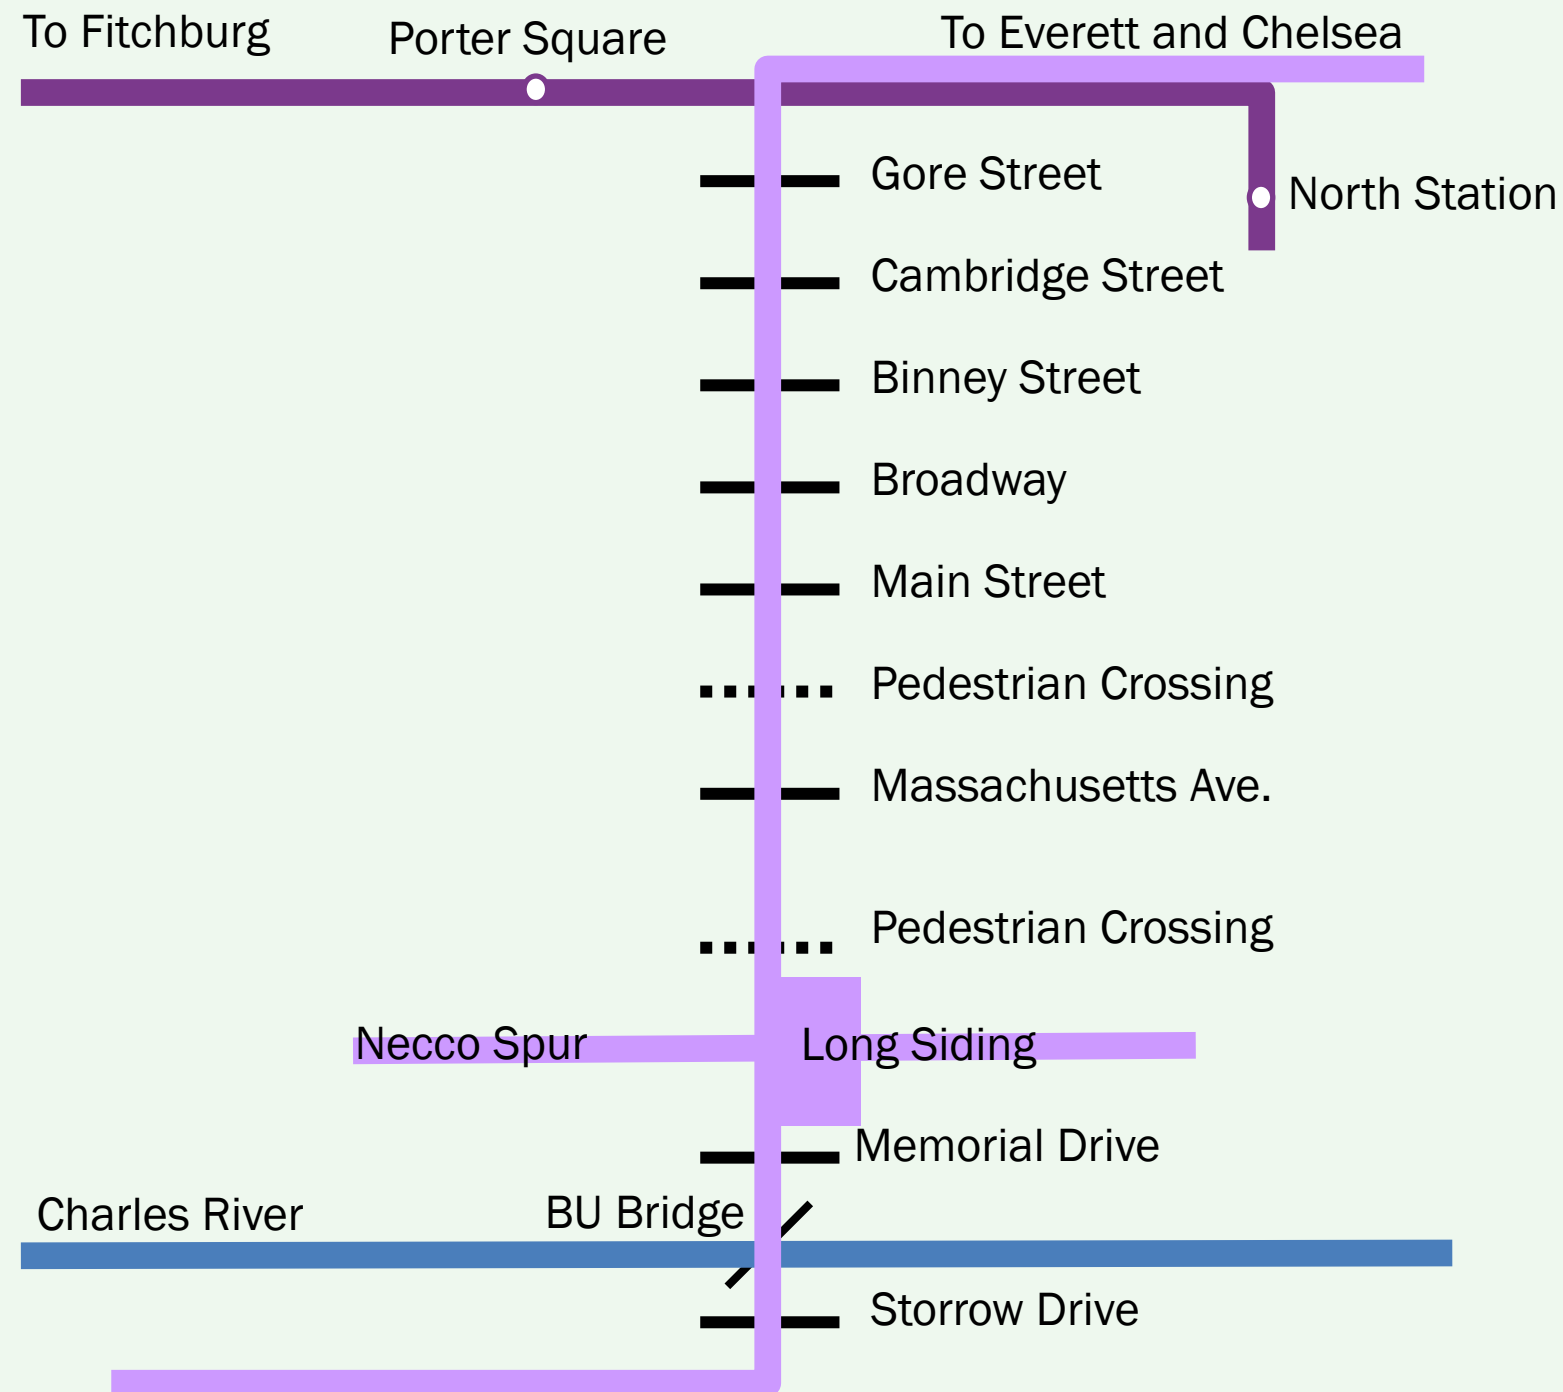 To Fitchburg
Porter Square
To Everett and Chelsea
Gore Street
North Station
Cambridge Street
Binney Street
Broadway
Main Street
Pedestrian Crossing
Massachusetts Ave.
Pedestrian Crossing
Necco Spur
Long Siding
Memorial Drive
Charles River
BU Bridge
Storrow Drive